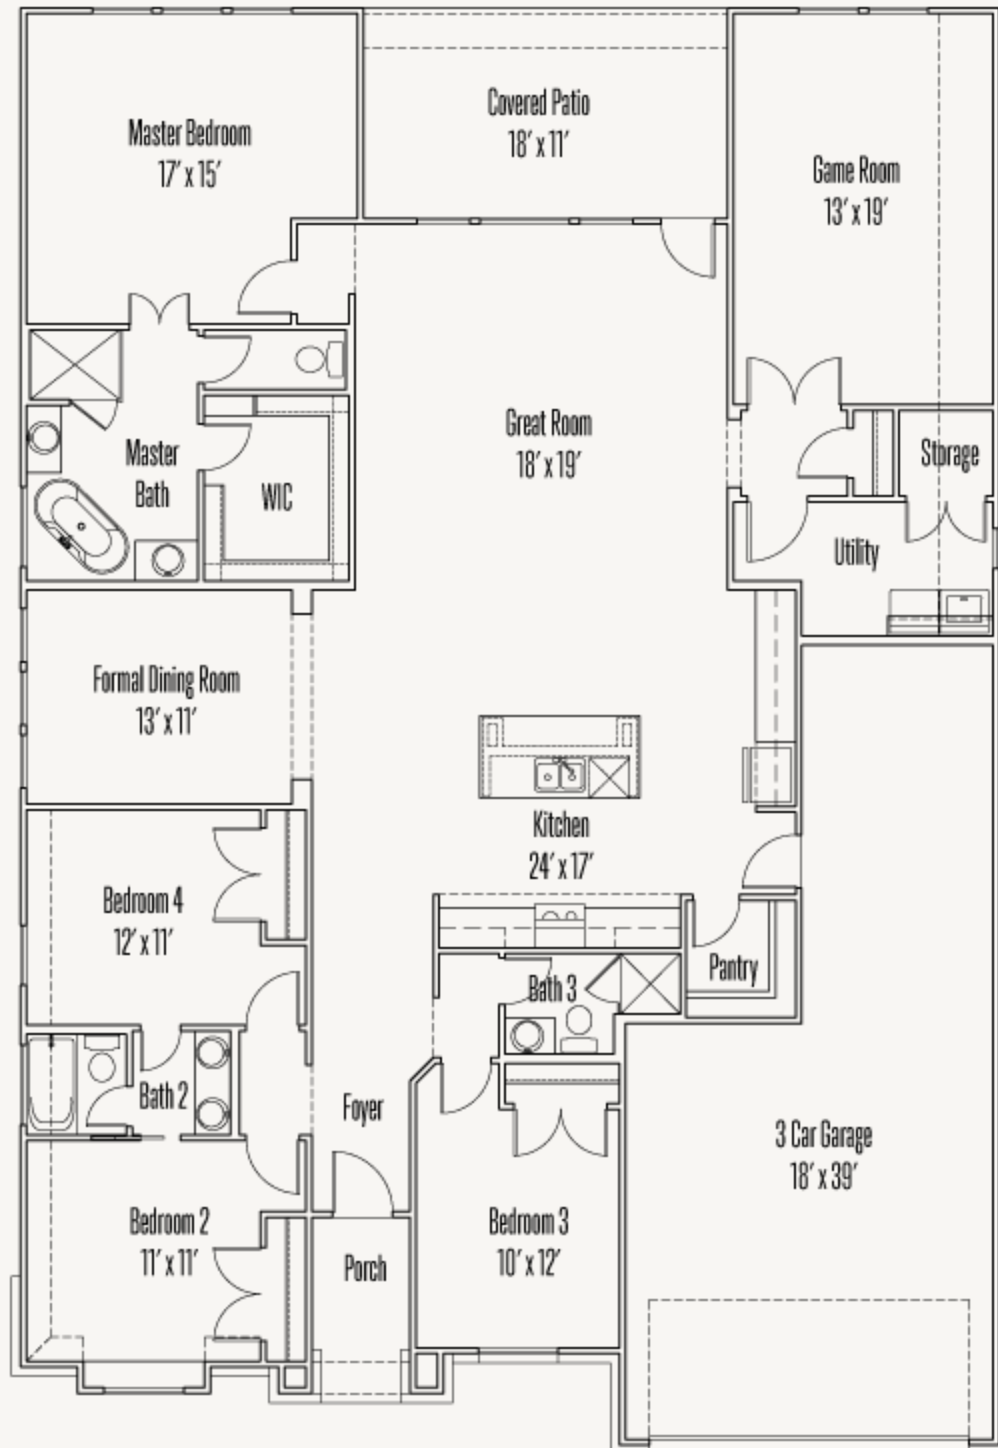 Master Bedroom
17' x 15'
Covered Patio
18' x 11'
Game Room
13' x 19'
Great Room
18' x 19'
Master
Bath
WIC
Storage
Utility
Formal Dining Room
13' x 11'
Kitchen
24' x 17'
Bedroom 4
12' x 11'
Pantry
Bath 3
Bath 2
Foyer
3 Car Garage
18' x 39'
Bedroom 2
11' x 11'
Porch
Bedroom 3
10' x 12'